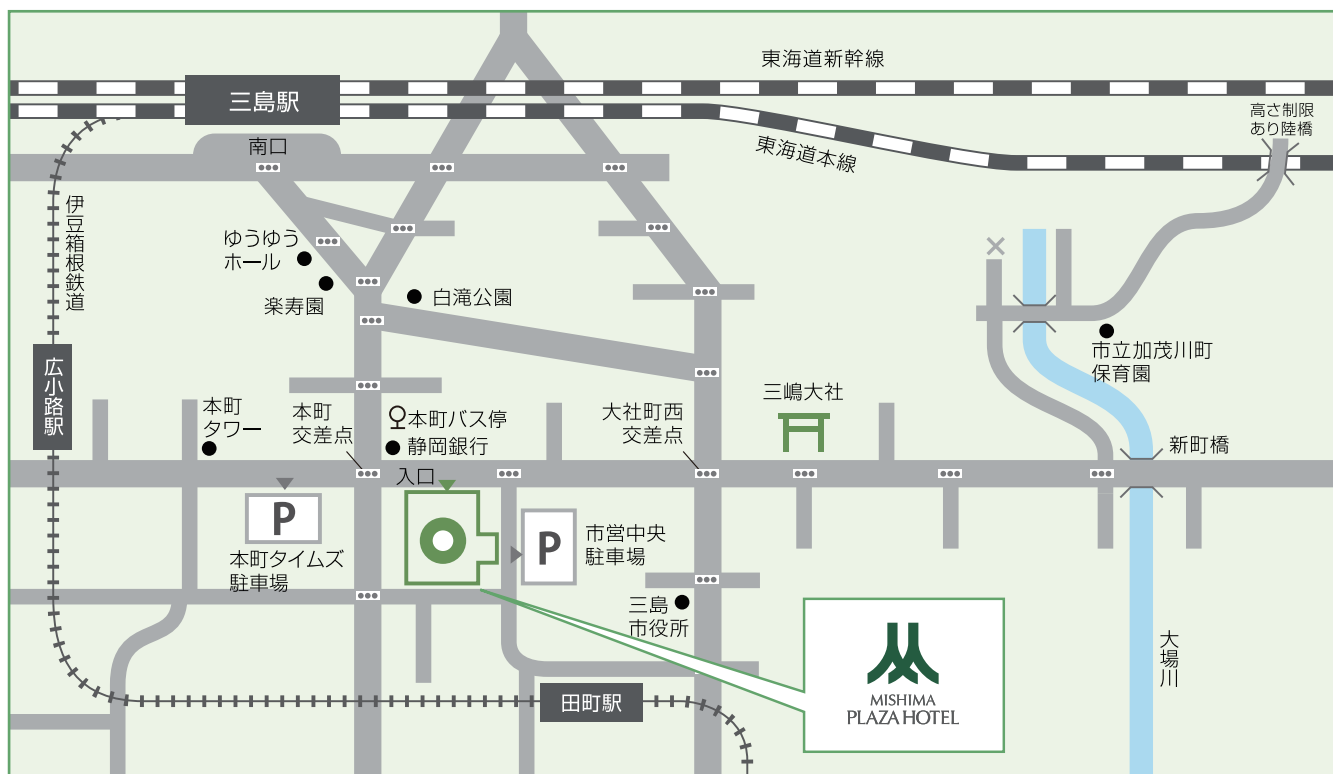 東海道新幹線
三島駅
高さ制限
あり陸橋
南口
東海道本線
伊豆箱根鉄道
ゆうゆう
ホール
楽寿園
白滝公園
市立加茂川町
保育園
広小路駅
本町
タワー
本町
交差点
本町バス停
静岡銀行
大社町西
交差点
三嶋大社
新町橋
入口
P
本町タイムズ
駐車場
P
市営中央
駐車場
三島
市役所
大場川
田町駅
MISHIMA
PLAZA HOTEL